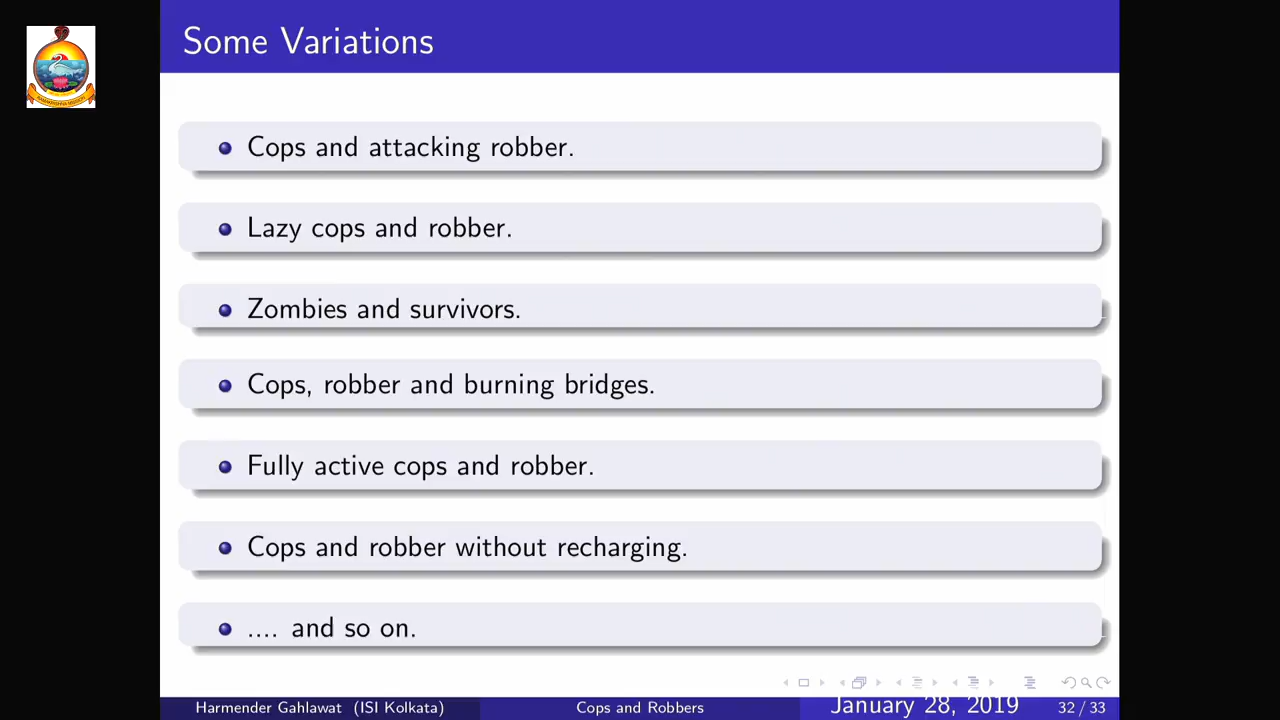 Some Variations
Cops and attacking robber.
Lazy cops and robber.
Zombies and survivors.
Cops, robber and burning bridges.
Fully active cops and robber.
Cops and robber without recharging.
.... and so on.
Harmender Gahlawat (ISI Kolkata) Cops and Robbers January 28, 2019 32 / 33